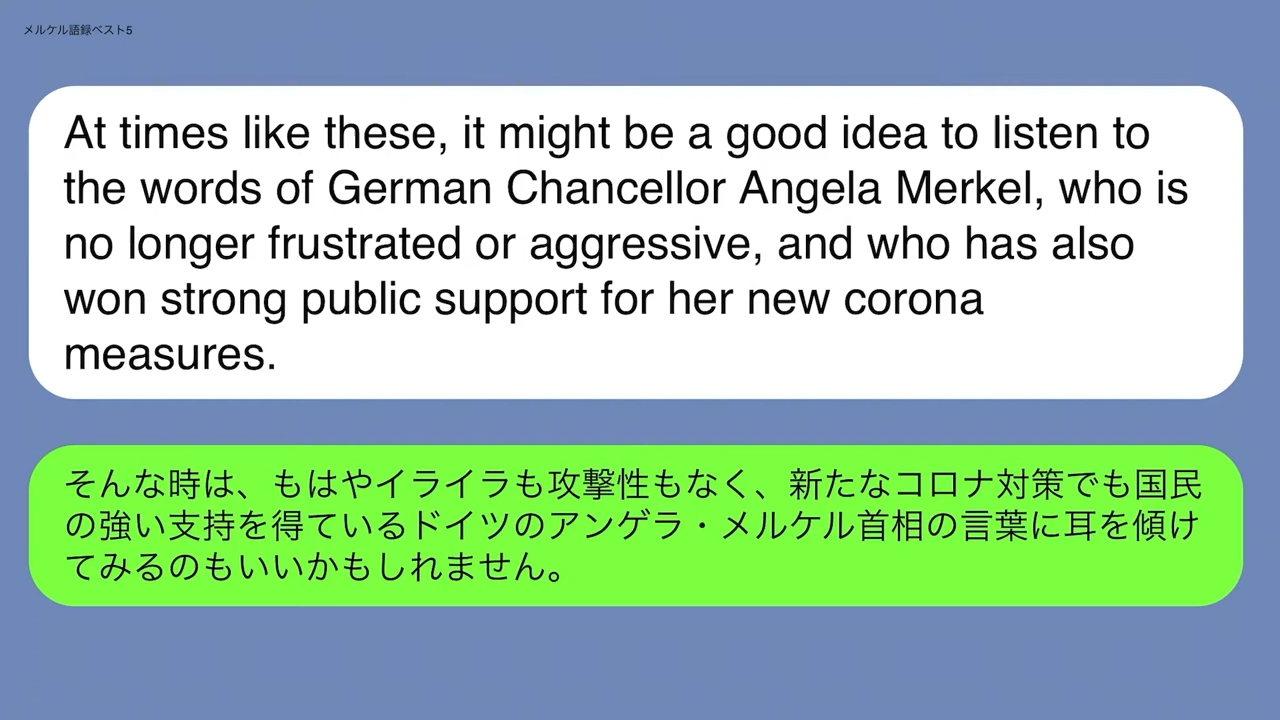 メルケル語録ベスト5
At times like these, it might be a good idea to listen to
the words of German Chancellor Angela Merkel, who is
no longer frustrated or aggressive, and who has also
won strong public support for her new corona
measures.
そんな時は、もはやイライラも攻撃性もなく、新たなコロナ対策でも国民
の強い支持を得ているドイツのアンゲラ・メルケル首相の言葉に耳を傾け
てみるのもいいかもしれません。